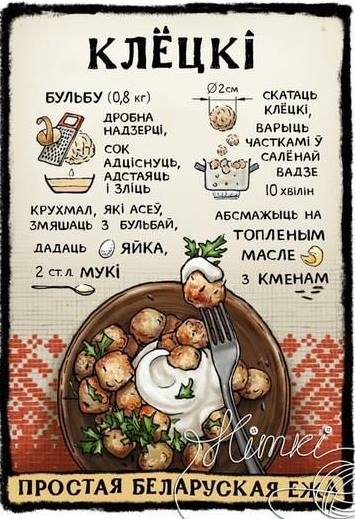 КЛЁЦКІ
БУЛЬБУ (0,8 кг)
ДРОБНА
НАДЗЕРЦІ,
СОК
АДЦІСНУЦЬ,
АДСТАЯЦЬ
І ЗЛІЦЬ
КРУХМАЛ, ЯКІ АСЕЎ,
ЗМЯШАЦЬ З БУЛЬБАЙ,
ДАДАЦЬ ЯЙКА,
2 СТ.Л. МУКІ
Ø2см
СКАТАЦЬ
КЛЁЦКІ,
ВАРЫЦЬ
ЧАСТКАМІ Ў
САЛЁНАЙ
ВАДЗЕ
10 ХВІЛІН
АБСМАЖЫЦЬ НА
ТОПЛЕНЫМ
МАСЛЕ
З КМЕНАМ
Ніткі
ПРОСТАЯ БЕЛАРУСКАЯ ЕЖА